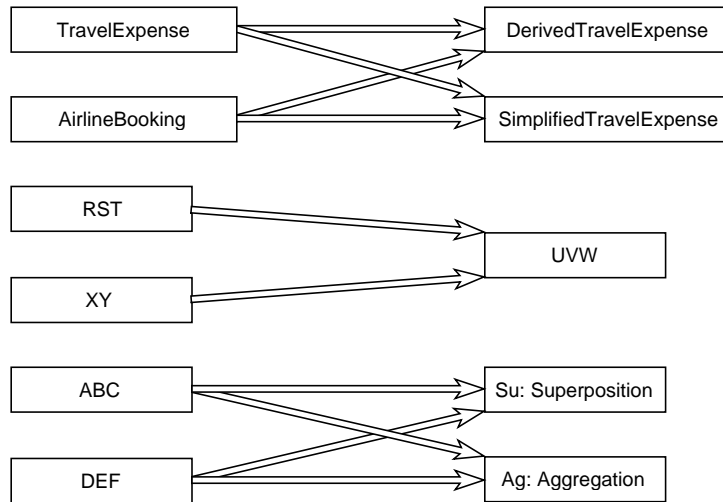 TravelExpense
DerivedTravelExpense
AirlineBooking
SimplifiedTravelExpense
RST
UVW
XY
ABC
Su: Superposition
DEF
Ag: Aggregation